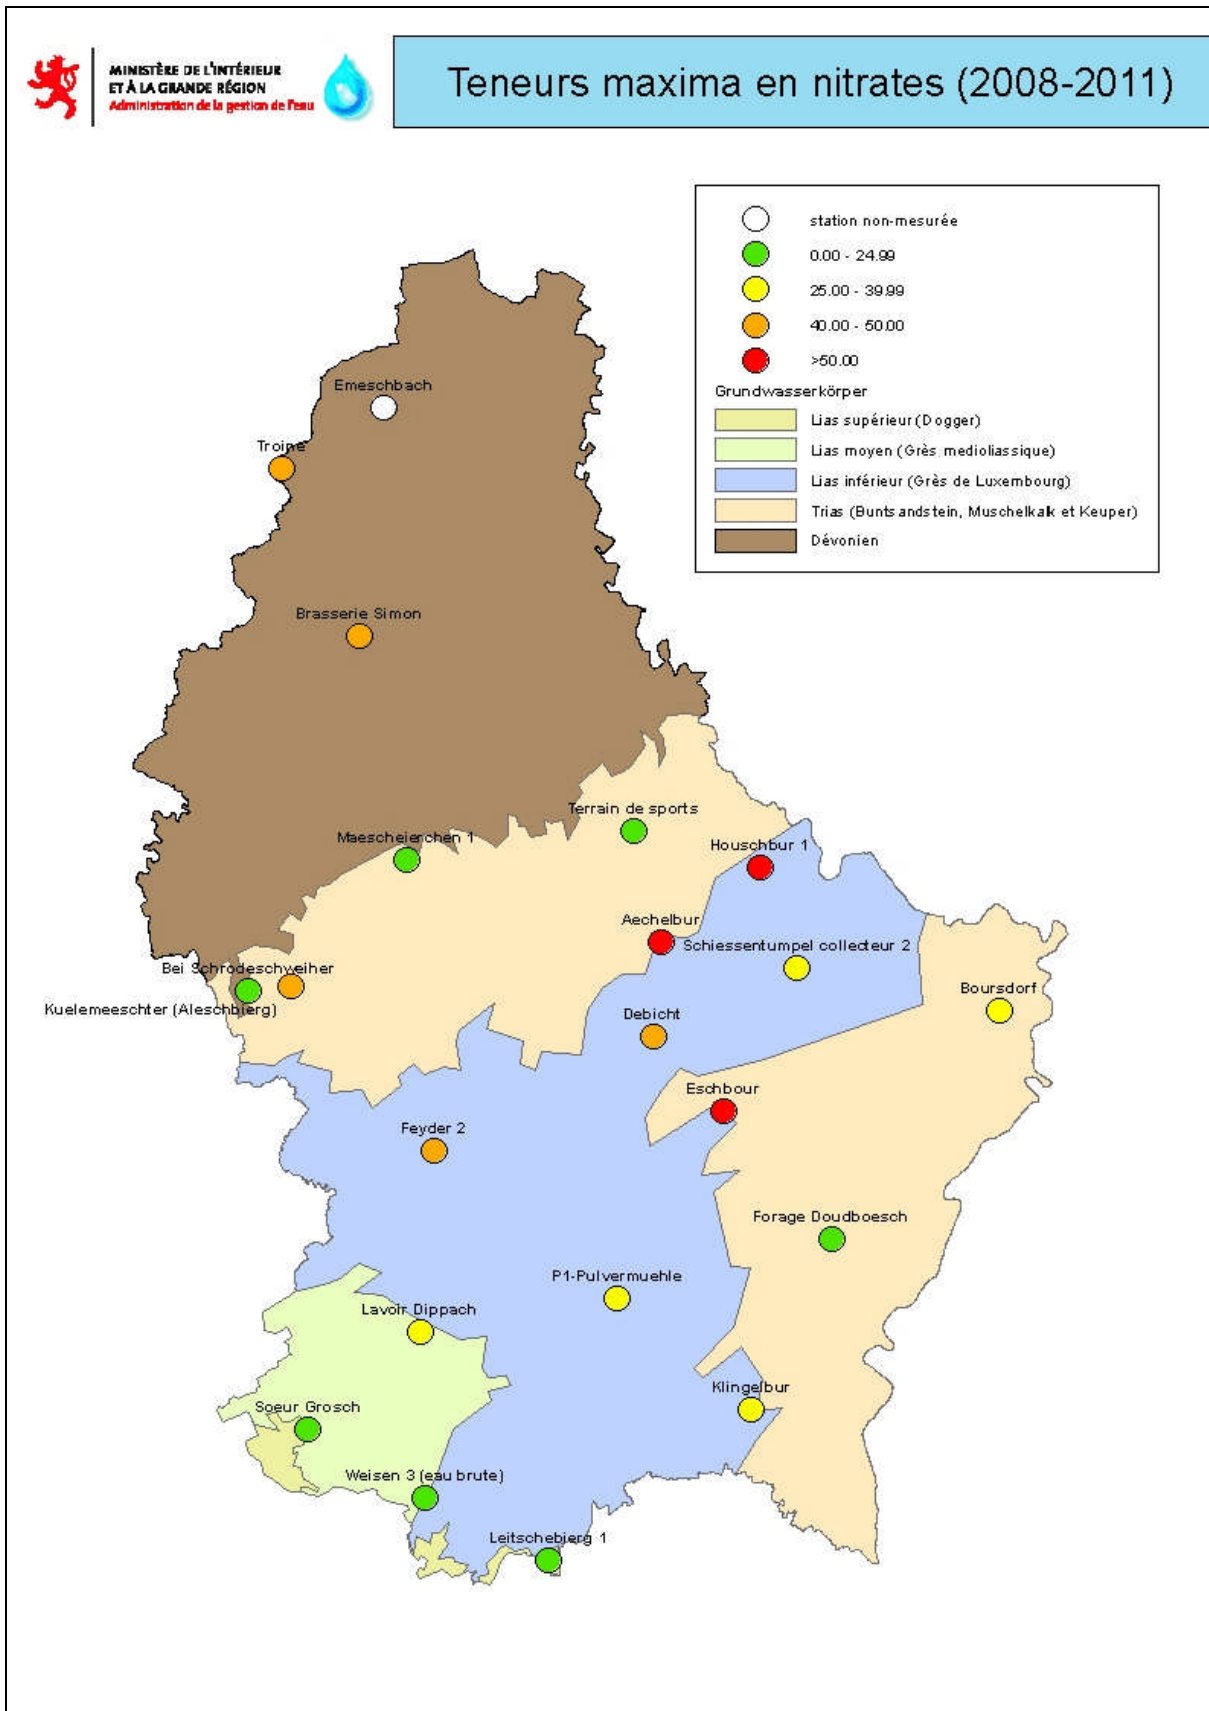 MINISTÈRE DE L'INTÉRIEUR
ET À LA GRANDE RÉGION
Administration de la gestion de l'eau
Teneurs maxima en nitrates (2008-2011)
station non-mesurée
0.00 - 24.99
25.00 - 39.99
40.00 - 50.00
>50.00
Grundwasserkörper
Lias supérieur (Dogger)
Lias moyen (Grès medioliassique)
Lias inférieur (Grès de Luxembourg)
Trias (Buntsandstein, Muschelkalk et Keuper)
Dévonien
Emeschbach
Troine
Brasserie Simon
Terrain de sports
Maescheierchen 1
Houschbur 1
Aechelbur
Schiessentumpel collecteur 2
Bei Schrodeschweiher
Boursdorf
Kuelemeeschter (Aleschbierg)
Debicht
Eschbour
Feyder 2
Forage Doudboesch
P1-Pulvermuehle
Lavoir Dippach
Klingelbur
Soeur Grosch
Weisen 3 (eau brute)
Leitschebierg 1